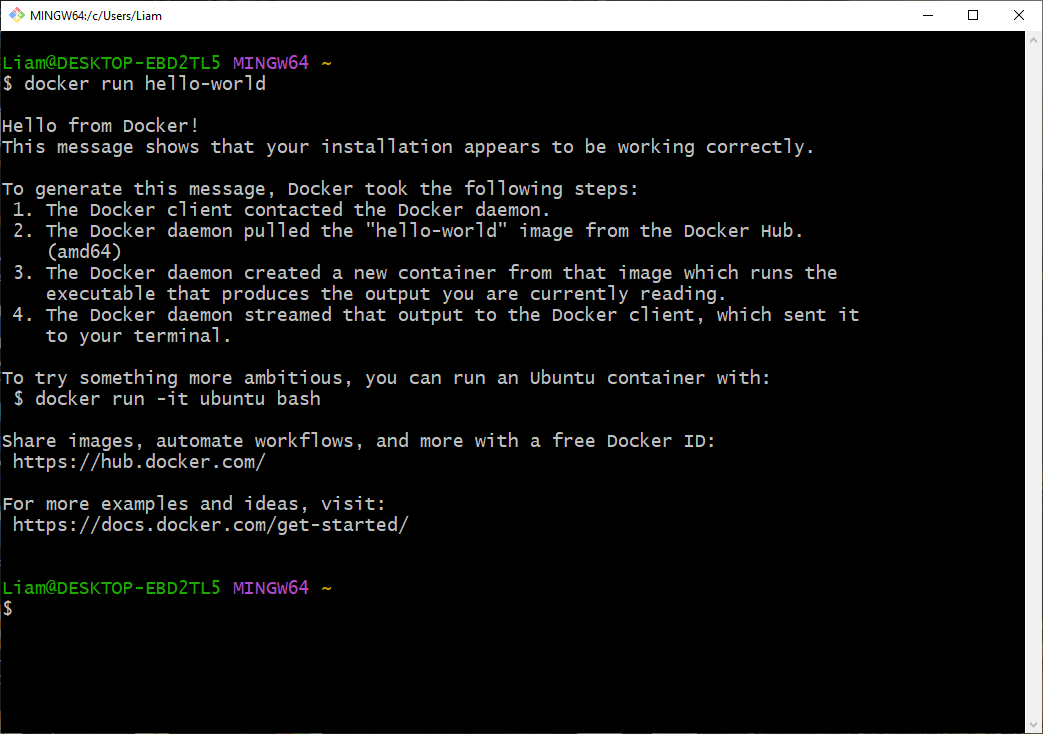 MINGW64:/c/Users/Liam
Liam@DESKTOP-EBD2TL5 MINGW64 ~
$ docker run hello-world
Hello from Docker!
This message shows that your installation appears to be working correctly.
To generate this message, Docker took the following steps:
1. The Docker client contacted the Docker daemon.
2. The Docker daemon pulled the "hello-world" image from the Docker Hub.
(amd64)
3. The Docker daemon created a new container from that image which runs the
executable that produces the output you are currently reading.
4. The Docker daemon streamed that output to the Docker client, which sent it
to your terminal.
To try something more ambitious, you can run an Ubuntu container with:
$ docker run -it ubuntu bash
Share images, automate workflows, and more with a free Docker ID:
https://hub.docker.com/
For more examples and ideas, visit:
https://docs.docker.com/get-started/
Liam@DESKTOP-EBD2TL5 MINGW64 ~
$